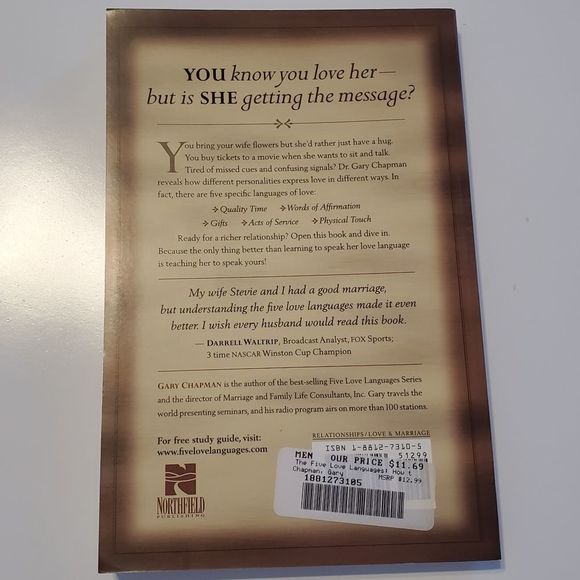 YOU know you love her—
but is SHE getting the message?
You bring your wife flowers but she'd rather just have a hug.
You buy tickets to a movie when she wants to sit and talk.
Tired of missed cues and confusing signals? Dr. Gary Chapman
reveals how different personalities express love in different ways. In
fact, there are five specific languages of love:
Quality Time Words of Affirmation
Gifts Acts of Service Physical Touch
Ready for a richer relationship? Open this book and dive in.
Because the only thing better than learning to speak her love language
is teaching her to speak yours!
My wife Stevie and I had a good marriage,
but understanding the five love languages made it even
better. I wish every husband would read this book.
— DARRELL WALTRIP, Broadcast Analyst, FOX Sports;
3 time NASCAR Winston Cup Champion
GARY CHAPMAN is the author of the best-selling Five Love Languages Series
and the director of Marriage and Family Life Consultants, Inc. Gary travels the
world presenting seminars, and his radio program airs on more than 100 stations.
For free study guide, visit:
www.fivelovelanguages.com
RELATIONSHIPS/LOVE & MARRIAGE
ISBN 1-8812-7310-5
51299
MEN OUR PRICE $11.69
The Five Love Languages: How t
Chapman, Gary MSRP $12.99
1881273105
NORTHFIELD
PUBLISHING